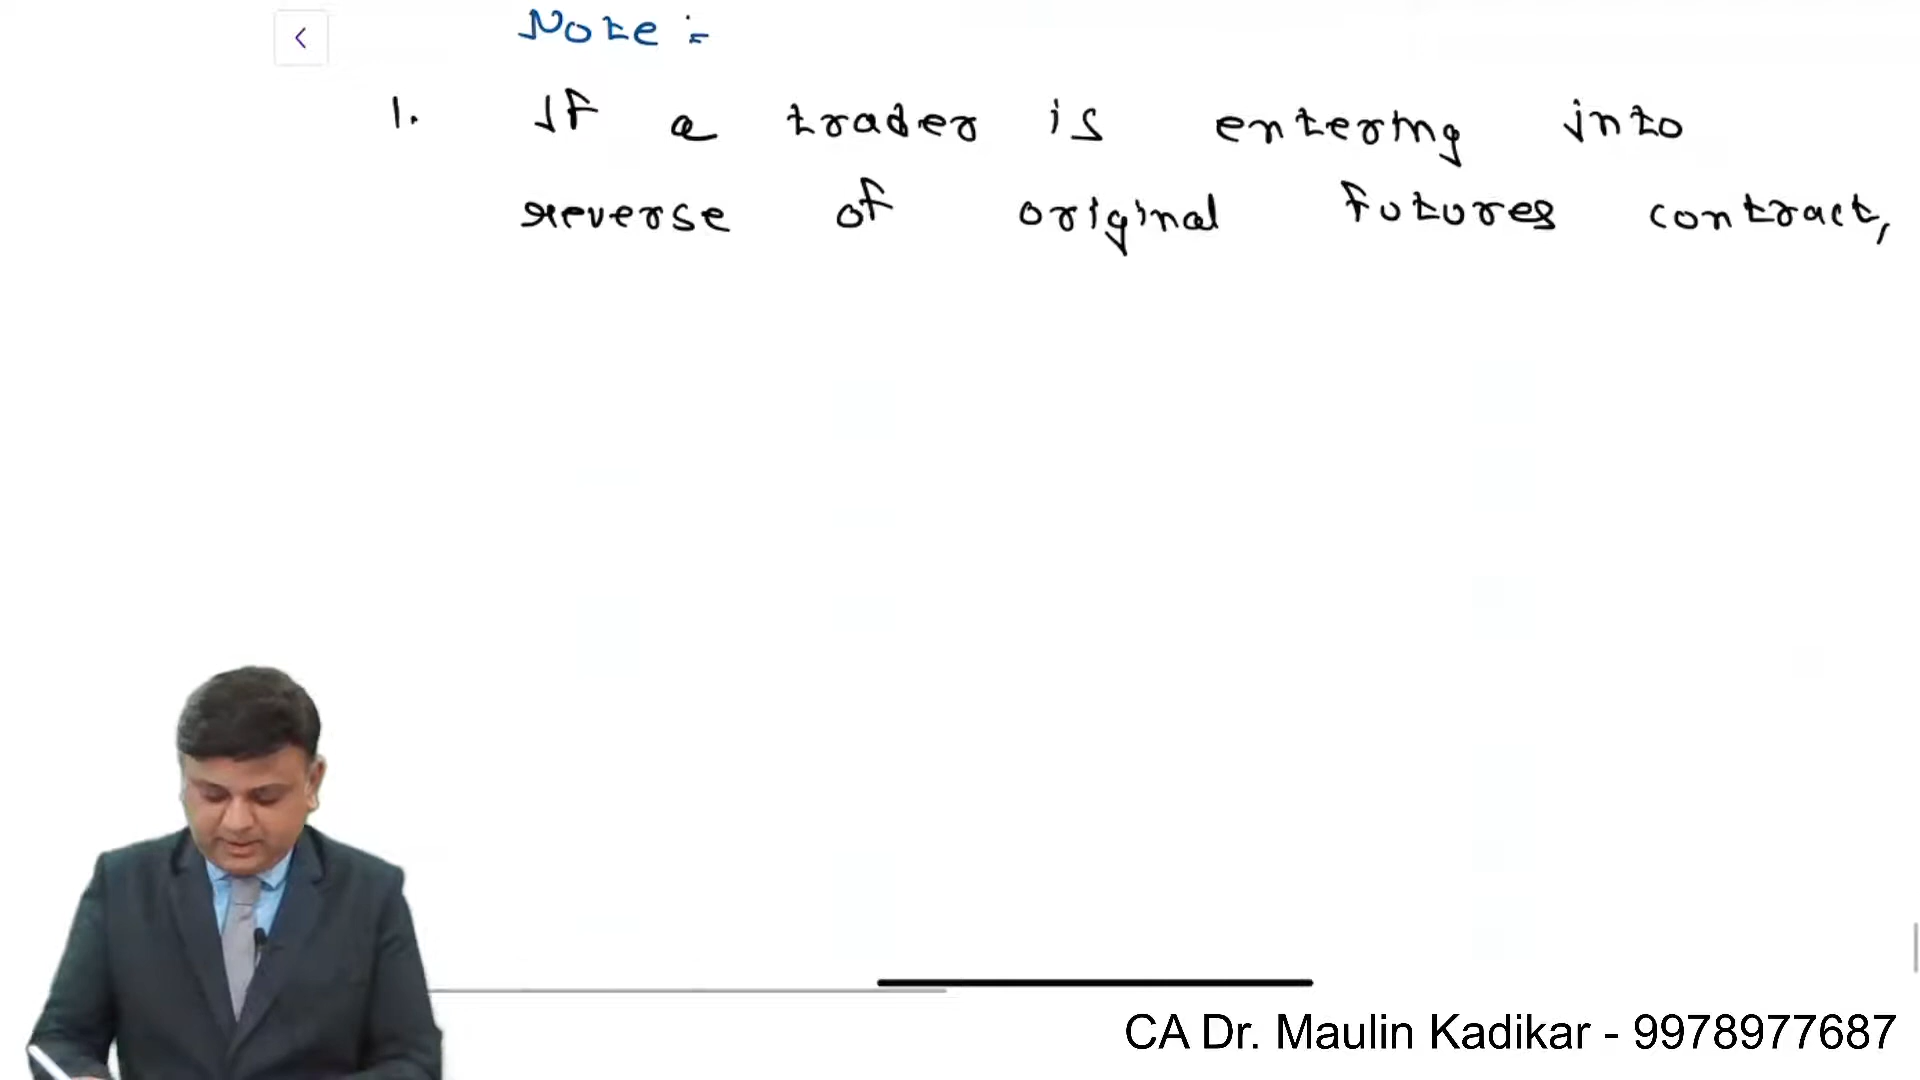 Note :-
1. If a trader is entering into
reverse of original futures contract,
CA Dr. Maulin Kadikar - 9978977687